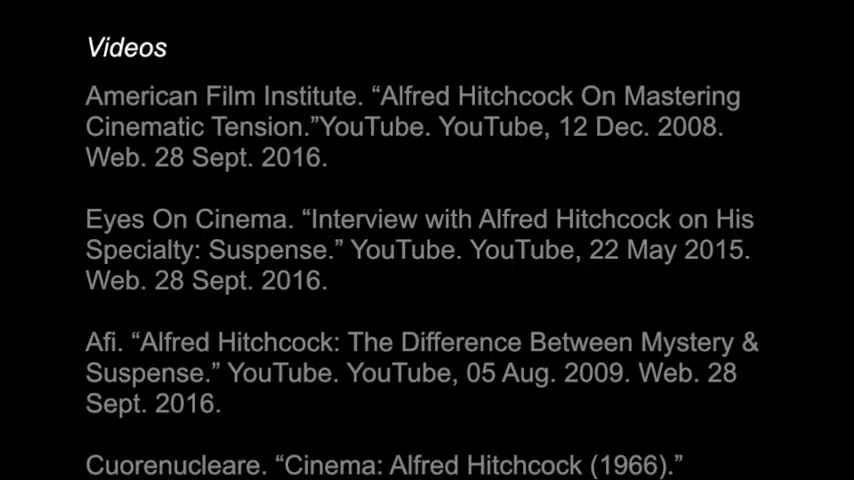 Videos
American Film Institute. “Alfred Hitchcock On Mastering
Cinematic Tension.”YouTube. YouTube, 12 Dec. 2008.
Web. 28 Sept. 2016.
Eyes On Cinema. “Interview with Alfred Hitchcock on His
Specialty: Suspense.” YouTube. YouTube, 22 May 2015.
Web. 28 Sept. 2016.
Afi. “Alfred Hitchcock: The Difference Between Mystery &
Suspense.” YouTube. YouTube, 05 Aug. 2009. Web. 28
Sept. 2016.
Cuorenucleare. “Cinema: Alfred Hitchcock (1966).”